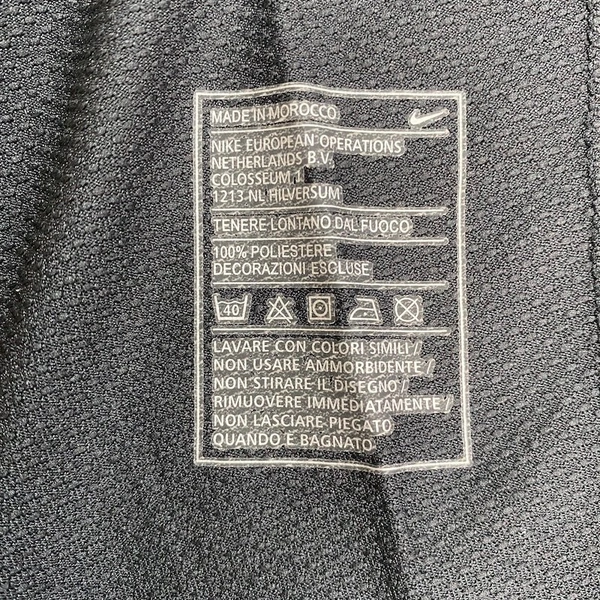 MADE IN MOROCCO
NIKE EUROPEAN OPERATIONS
NETHERLANDS B.V.
COLOSSEUM 1
1213 NL HILVERSUM
TENERE LONTANO DAL FUOCO
100% POLIESTERE
DECORAZIONI ESCLUSE
40
LAVARE CON COLORI SIMILI /
NON USARE AMMORBIDENTE /
NON STIRARE IL DISEGNO /
RIMUOVERE IMMEDIATAMENTE /
NON LASCIARE PIEGATO
QUANDO È BAGNATO